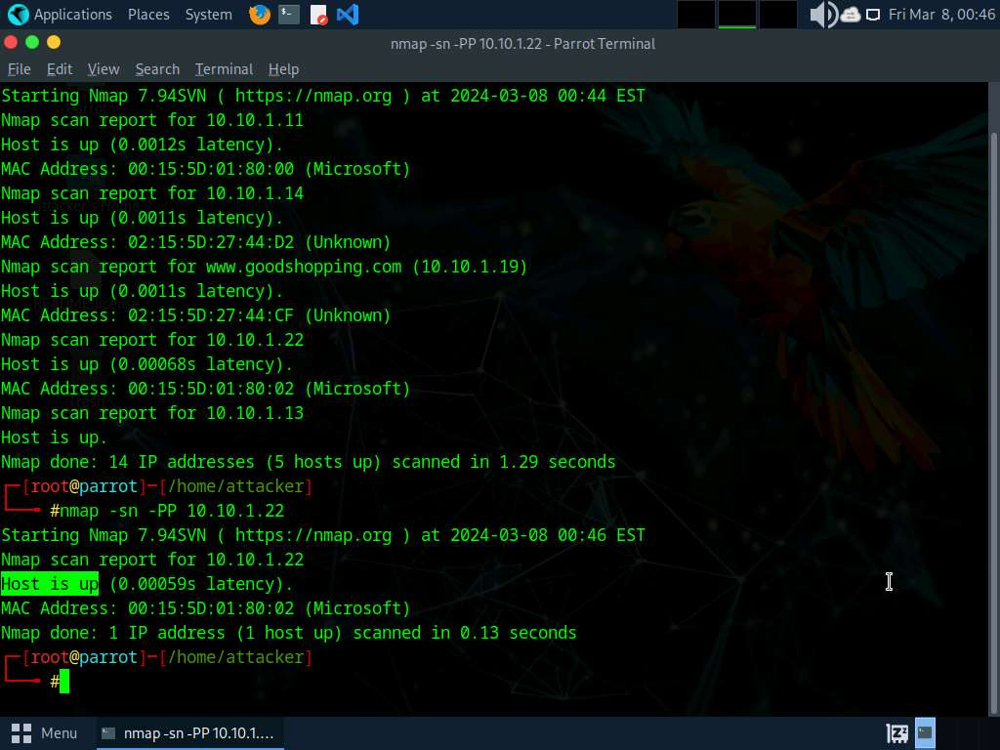 Applications Places System Fri Mar 8, 00:46
nmap -sn -PP 10.10.1.22 - Parrot Terminal
File Edit View Search Terminal Help
Starting Nmap 7.94SVN ( https://nmap.org ) at 2024-03-08 00:44 EST
Nmap scan report for 10.10.1.11
Host is up (0.0012s latency).
MAC Address: 00:15:5D:01:80:00 (Microsoft)
Nmap scan report for 10.10.1.14
Host is up (0.0011s latency).
MAC Address: 02:15:5D:27:44:D2 (Unknown)
Nmap scan report for www.goodshopping.com (10.10.1.19)
Host is up (0.0011s latency).
MAC Address: 02:15:5D:27:44:CF (Unknown)
Nmap scan report for 10.10.1.22
Host is up (0.00068s latency).
MAC Address: 00:15:5D:01:80:02 (Microsoft)
Nmap scan report for 10.10.1.13
Host is up.
Nmap done: 14 IP addresses (5 hosts up) scanned in 1.29 seconds
┌─[root@parrot]─[/home/attacker]
└──╼ #nmap -sn -PP 10.10.1.22
Starting Nmap 7.94SVN ( https://nmap.org ) at 2024-03-08 00:46 EST
Nmap scan report for 10.10.1.22
Host is up (0.00059s latency).
MAC Address: 00:15:5D:01:80:02 (Microsoft)
Nmap done: 1 IP address (1 host up) scanned in 0.13 seconds
┌─[root@parrot]─[/home/attacker]
└──╼ #
Menu nmap -sn -PP 10.10.1....